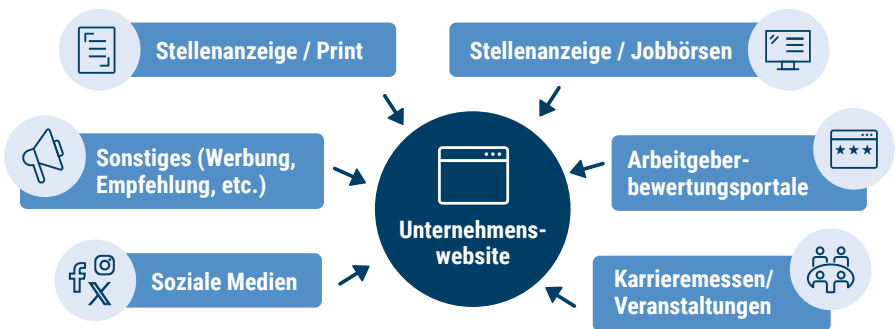 Stellenanzeige / Print
Stellenanzeige / Jobbörsen
Sonstiges (Werbung,
Empfehlung, etc.)
Arbeitgeber-
bewertungsportale
Unternehmens-
website
Soziale Medien
Karrieremessen/
Veranstaltungen